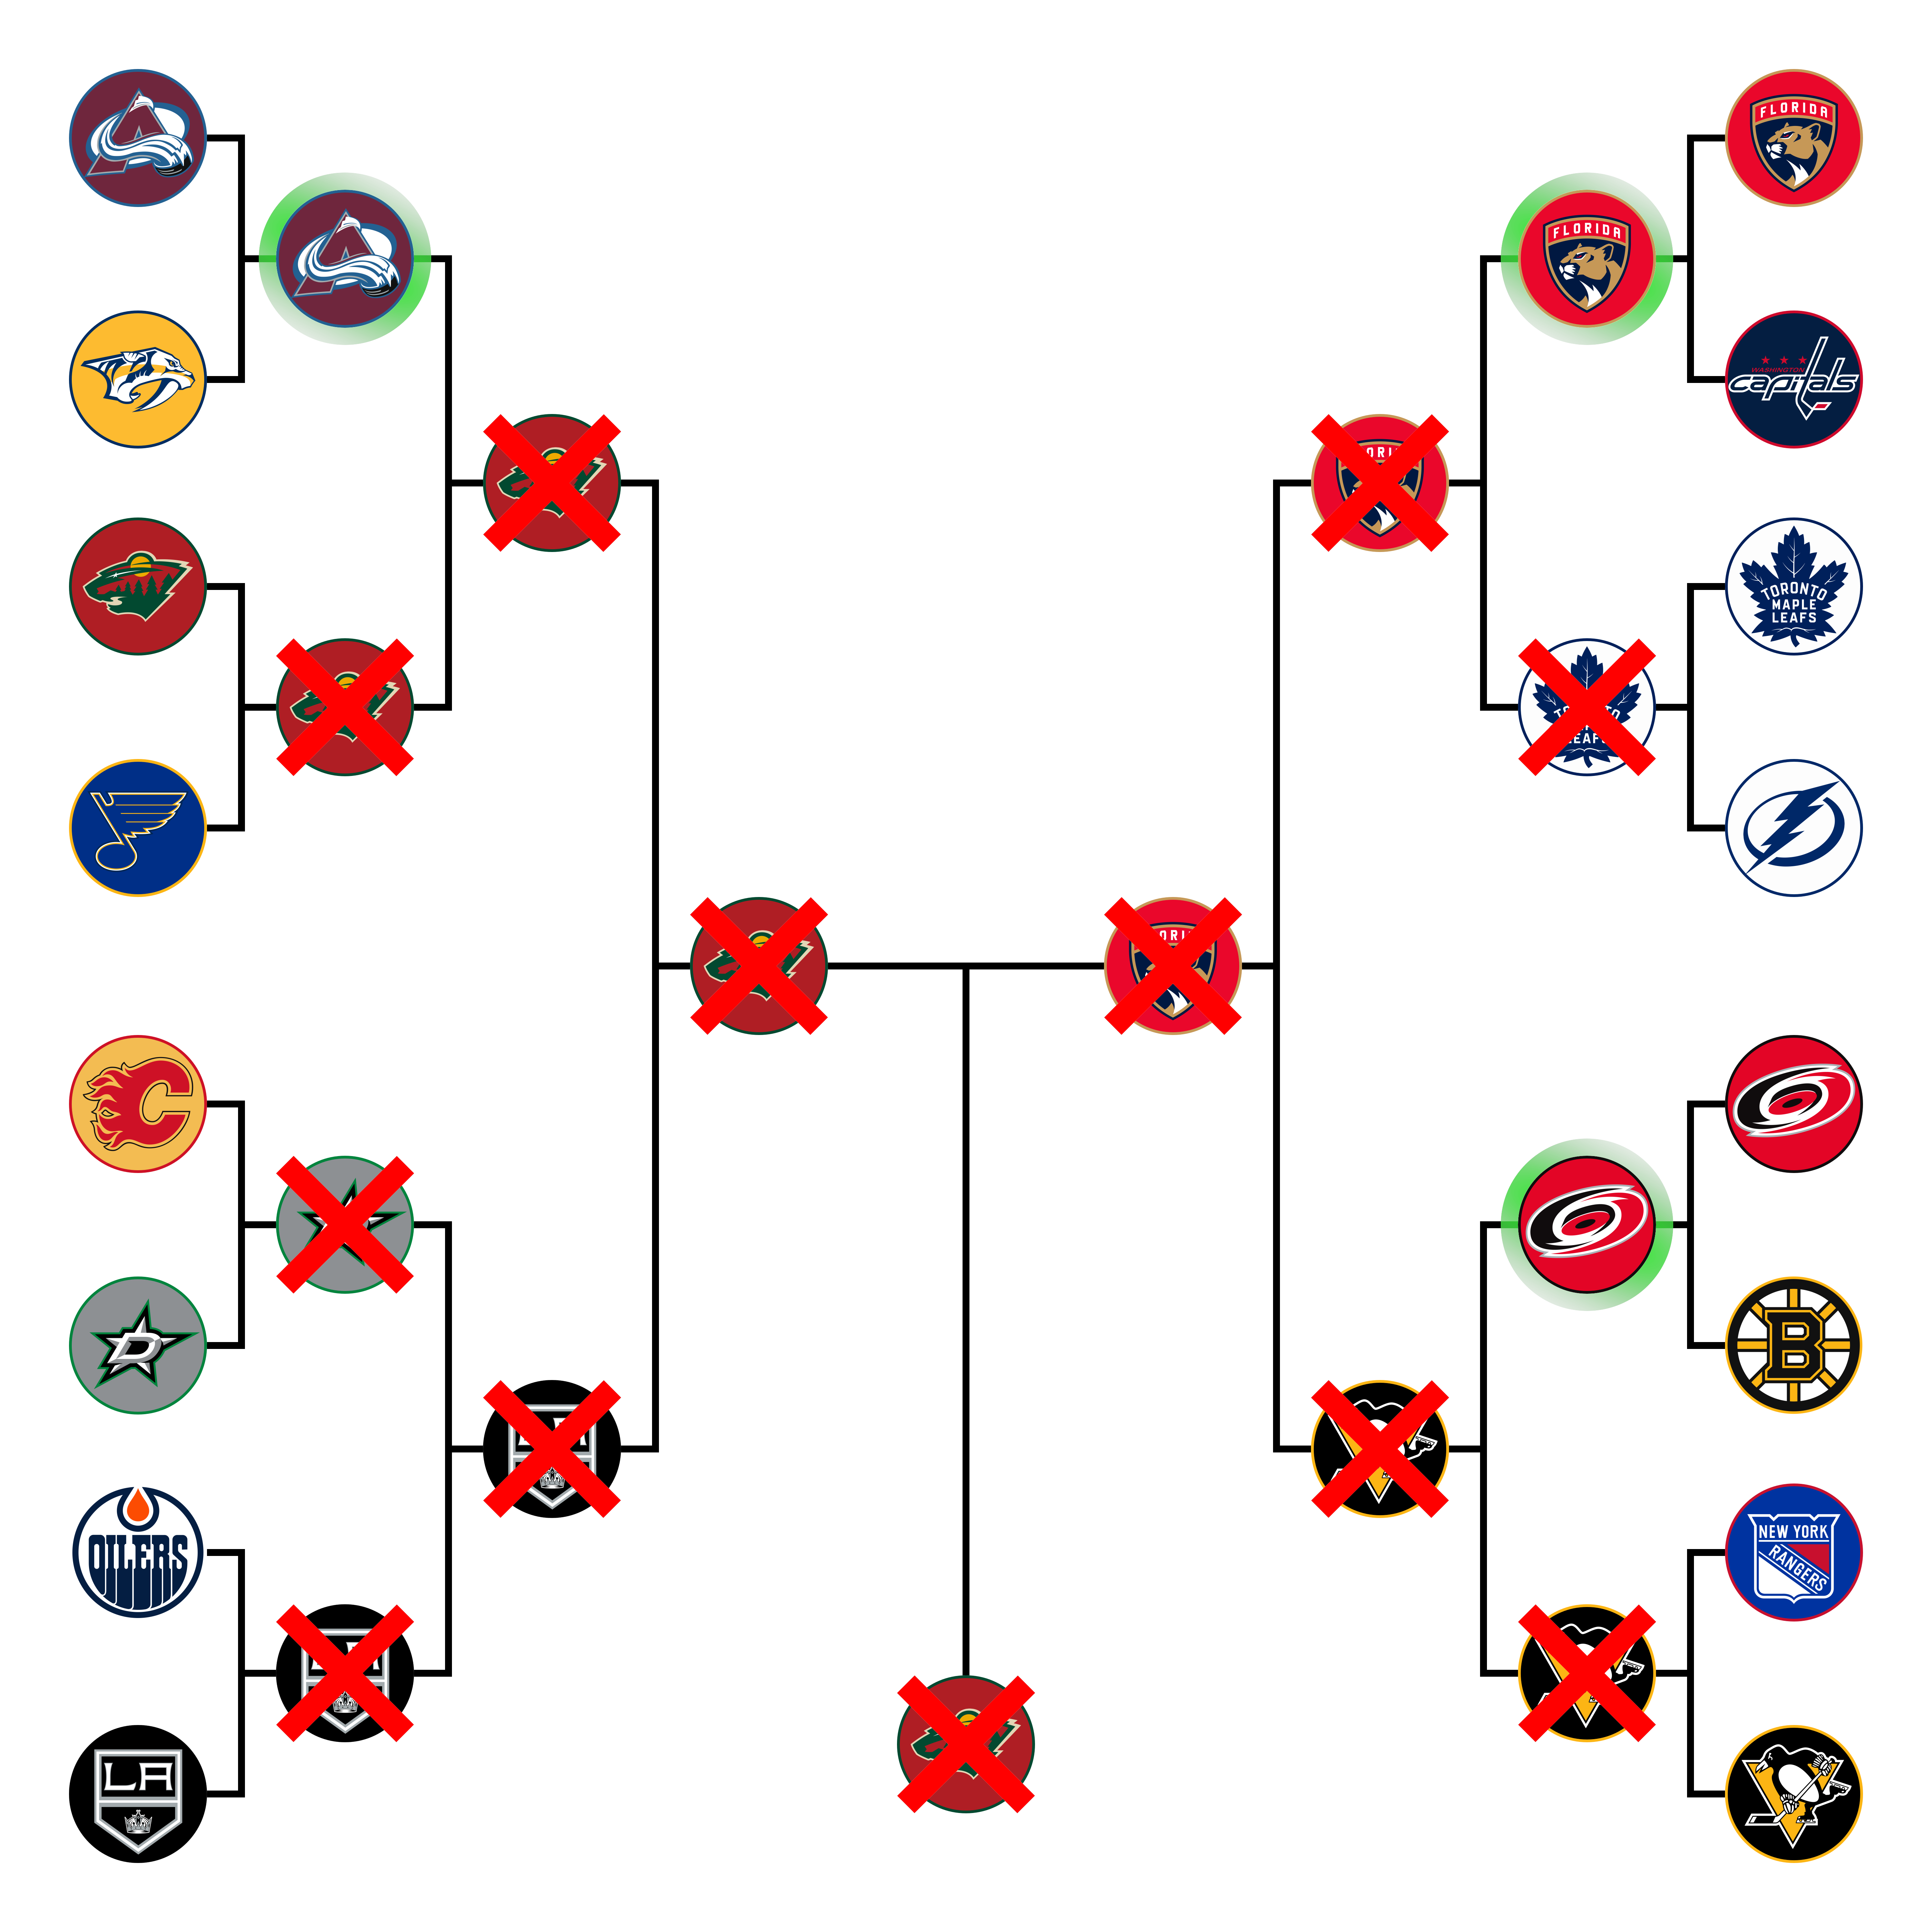 A
FLORIDA
A
FLORIDA
WASHINGTON
capitals
TORONTO
MAPLE
LEAFS
C
D
B
OILERS
NEW YORK
RANGERS
LA